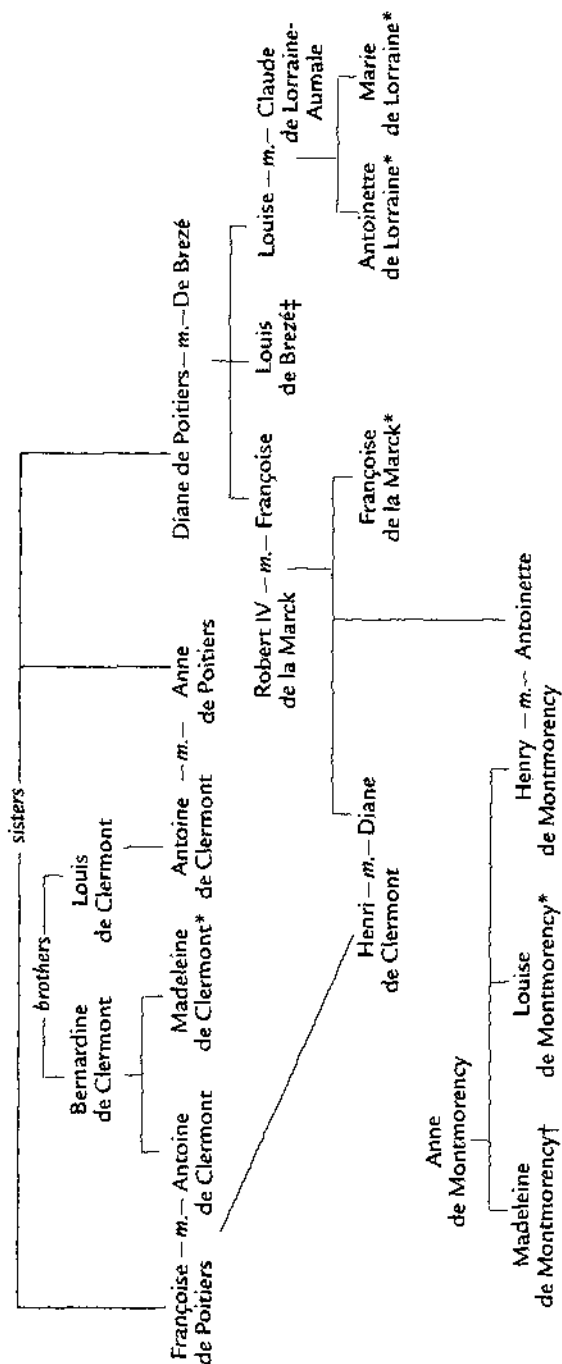 sisters
brothers
Bernardine
de Clermont
Louis
de Clermont
Françoise —m.— Antoine
de Poitiers
de Clermont
Madeleine
de Clermont*
Antoine —m.— Anne
de Clermont
de Poitiers
Diane de Poitiers —m.— De Brezé
Robert IV —m.— Françoise
de la Marck
Louis
de Brezé‡
Louise —m.— Claude
de Lorraine-
Aumale
Henri —m.— Diane
de Clermont
Françoise
de la Marck*
Antoinette
de Lorraine*
Marie
de Lorraine*
Anne
de Montmorency
Madeleine
de Montmorency†
Louise
de Montmorency*
Henry —m.— Antoinette
de Montmorency